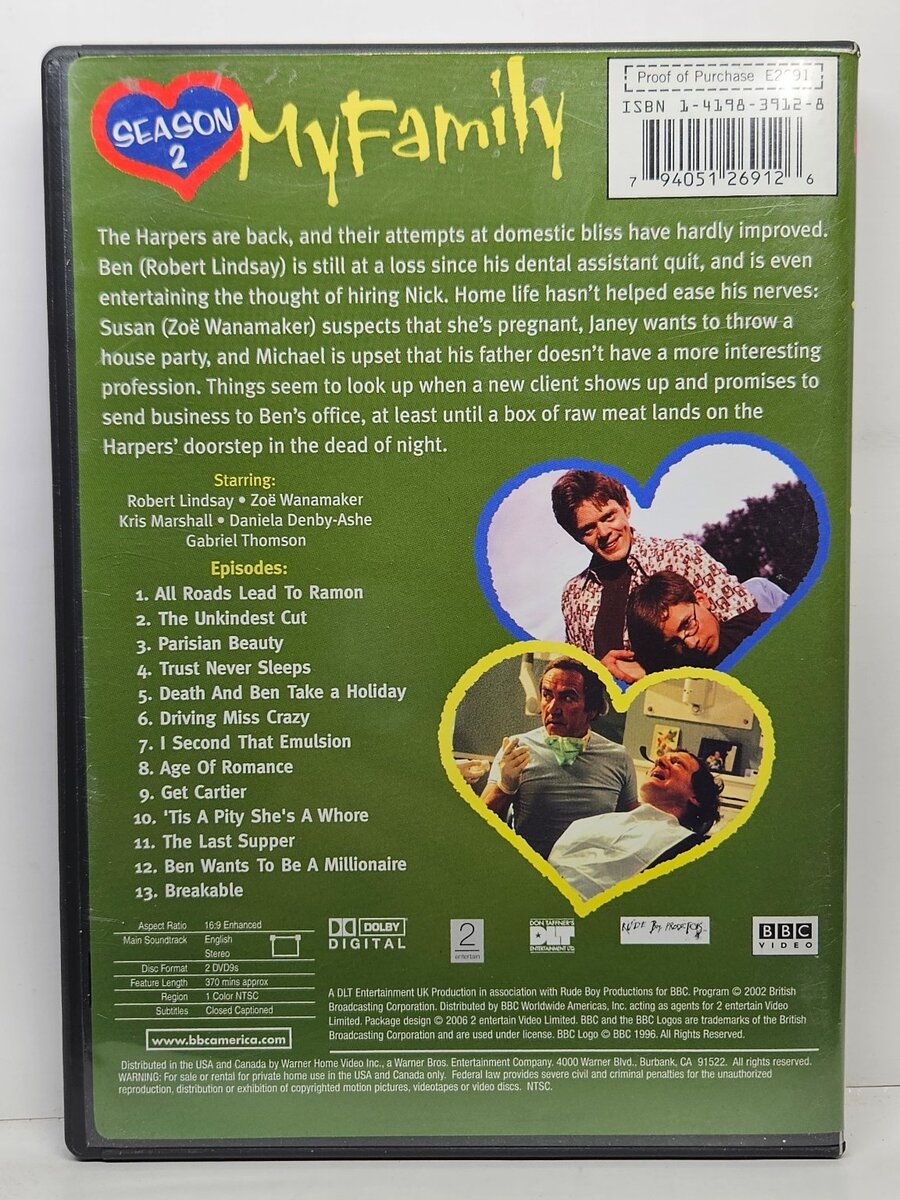 SEASON
2
MyFamily
Proof of Purchase
ISBN 1-4198-3912-8
7 94051 26912 6
The Harpers are back, and their attempts at domestic bliss have hardly improved.
Ben (Robert Lindsay) is still at a loss since his dental assistant quit, and is even
entertaining the thought of hiring Nick. Home life hasn't helped ease his nerves:
Susan (Zoë Wanamaker) suspects that she's pregnant, Janey wants to throw a
house party, and Michael is upset that his father doesn't have a more interesting
profession. Things seem to look up when a new client shows up and promises to
send business to Ben's office, at least until a box of raw meat lands on the
Harpers' doorstep in the dead of night.
Starring:
Robert Lindsay • Zoë Wanamaker
Kris Marshall • Daniela Denby-Ashe
Gabriel Thomson
Episodes:
1. All Roads Lead To Ramon
2. The Unkindest Cut
3. Parisian Beauty
4. Trust Never Sleeps
5. Death And Ben Take a Holiday
6. Driving Miss Crazy
7. I Second That Emulsion
8. Age Of Romance
9. Get Cartier
10. 'Tis A Pity She's A Whore
11. The Last Supper
12. Ben Wants To Be A Millionaire
13. Breakable
Aspect Ratio 16:9 Enhanced
Main Soundtrack English
Stereo
Disc Format 2 DVD9s
Feature Length 370 mins approx
Region 1 Color NTSC
Subtitles Closed Captioned
www.bbcamerica.com
DOLBY
DIGITAL
2
entertain
DON TAFFNER'S
DLT
ENTERTAINMENT LTD
RUDE Boy PRODUCTIONS
BBC
VIDEO
A DLT Entertainment UK Production in association with Rude Boy Productions for BBC. Program © 2002 British
Broadcasting Corporation. Distributed by BBC Worldwide Americas, Inc. acting as agents for 2 entertain Video
Limited. Package design © 2006 2 entertain Video Limited. BBC and the BBC Logos are trademarks of the British
Broadcasting Corporation and are used under license. BBC Logo © BBC 1996. All Rights Reserved.
Distributed in the USA and Canada by Warner Home Video Inc., a Warner Bros. Entertainment Company. 4000 Warner Blvd., Burbank, CA 91522. All rights reserved.
WARNING: For sale or rental for private home use in the USA and Canada only. Federal law provides severe civil and criminal penalties for the unauthorized
reproduction, distribution or exhibition of copyrighted motion pictures, videotapes or video discs. NTSC.